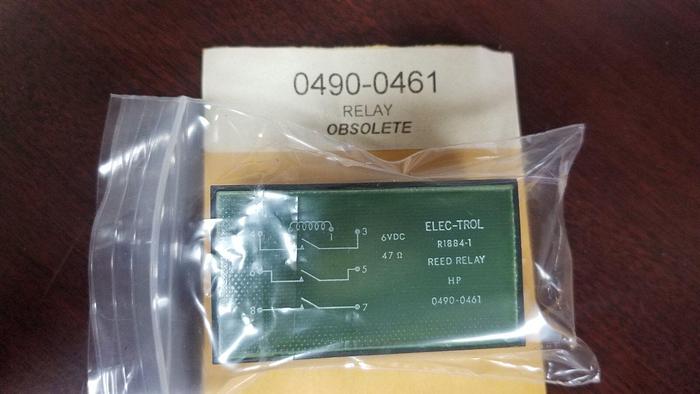 0490-0461
RELAY
OBSOLETE
ELEC-TROL
R1884-1
REED RELAY
HP
0490-0461
6VDC
47 Ω
1
3
5
8
7